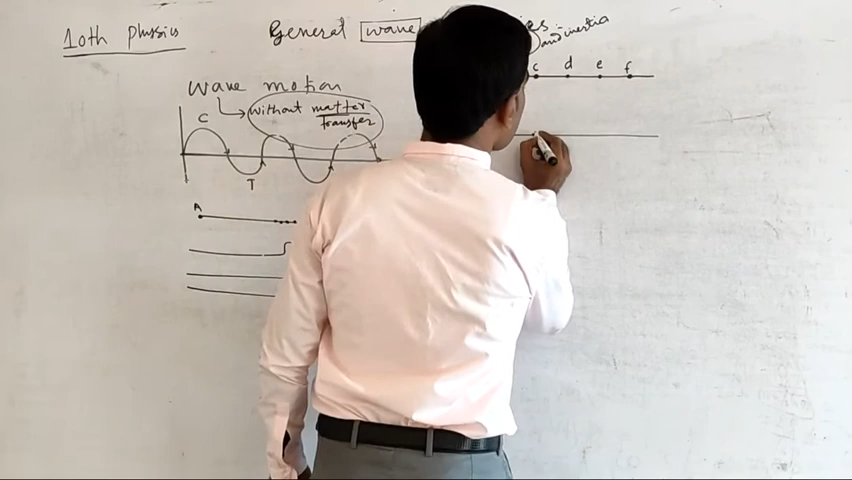 10th physics
General wave
and inertia
c d e f
wave motion
without matter
transfer
C
T
A